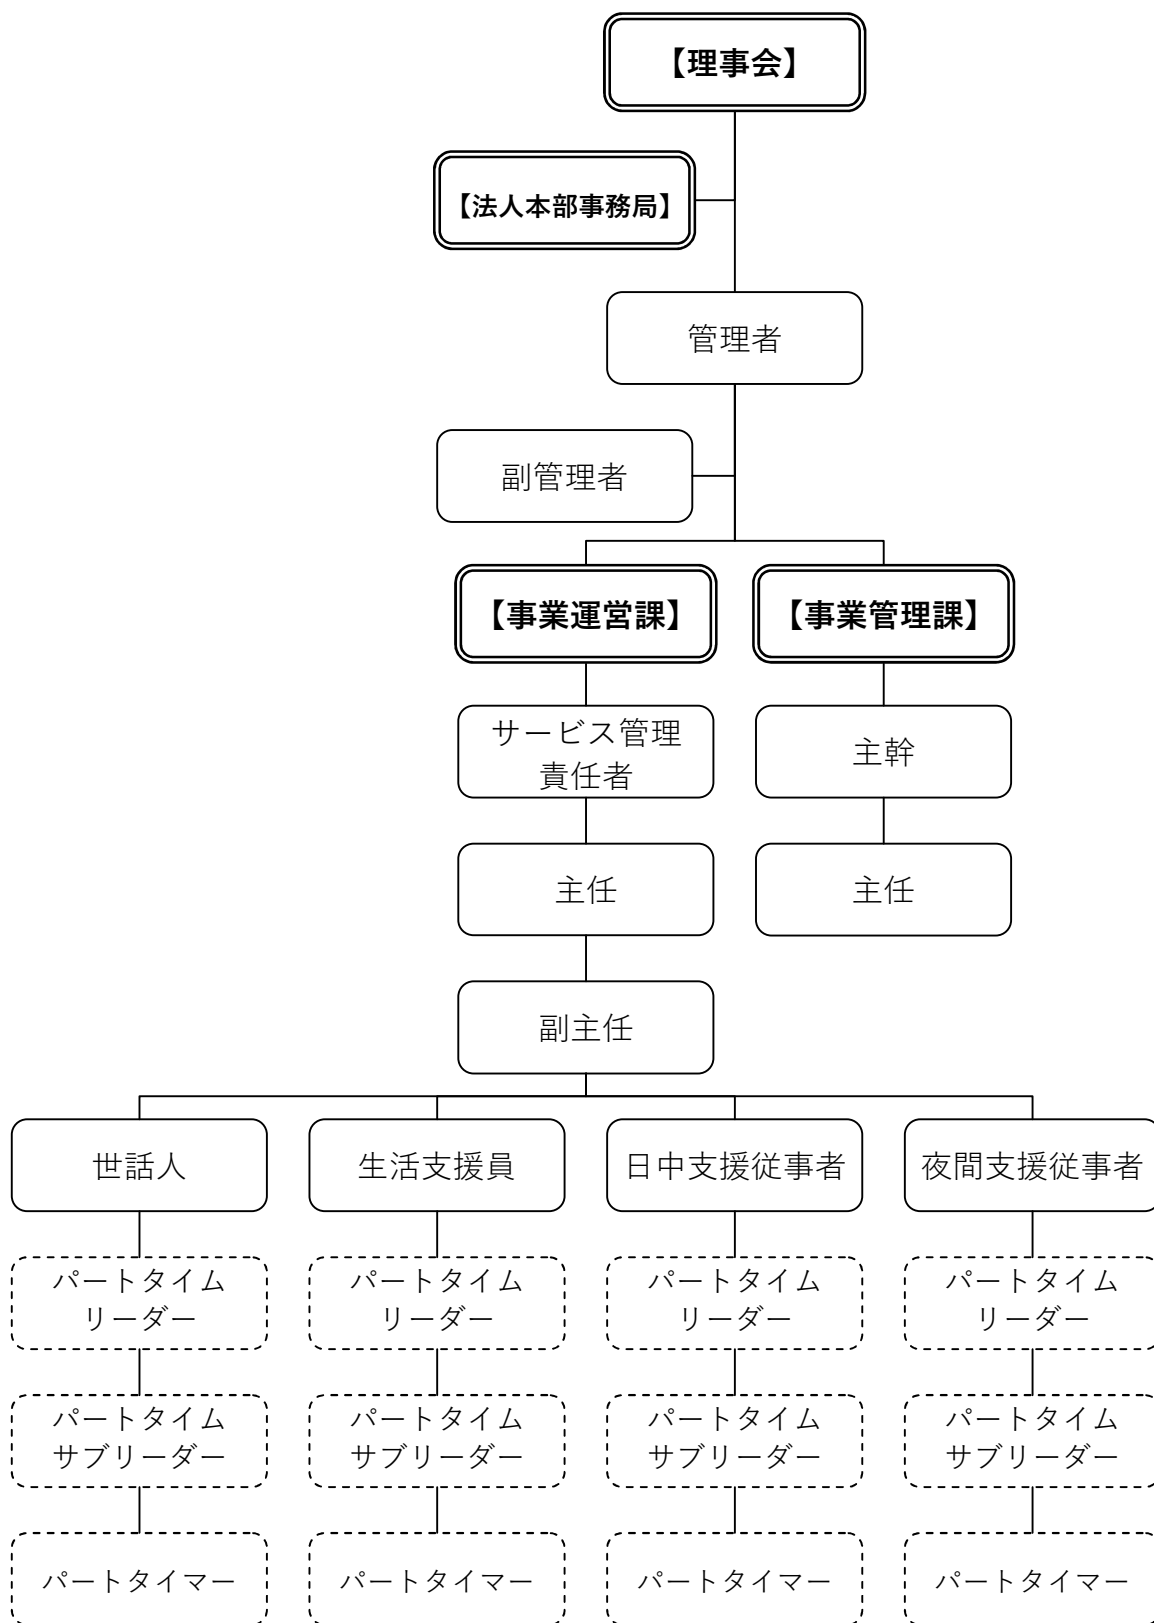 【理事会】
【法人本部事務局】
管理者
副管理者
【事業運営課】
【事業管理課】
サービス管理
責任者
主幹
主任
主任
副主任
世話人
生活支援員
日中支援従事者
夜間支援従事者
パートタイム
リーダー
パートタイム
リーダー
パートタイム
リーダー
パートタイム
リーダー
パートタイム
サブリーダー
パートタイム
サブリーダー
パートタイム
サブリーダー
パートタイム
サブリーダー
パートタイマー
パートタイマー
パートタイマー
パートタイマー